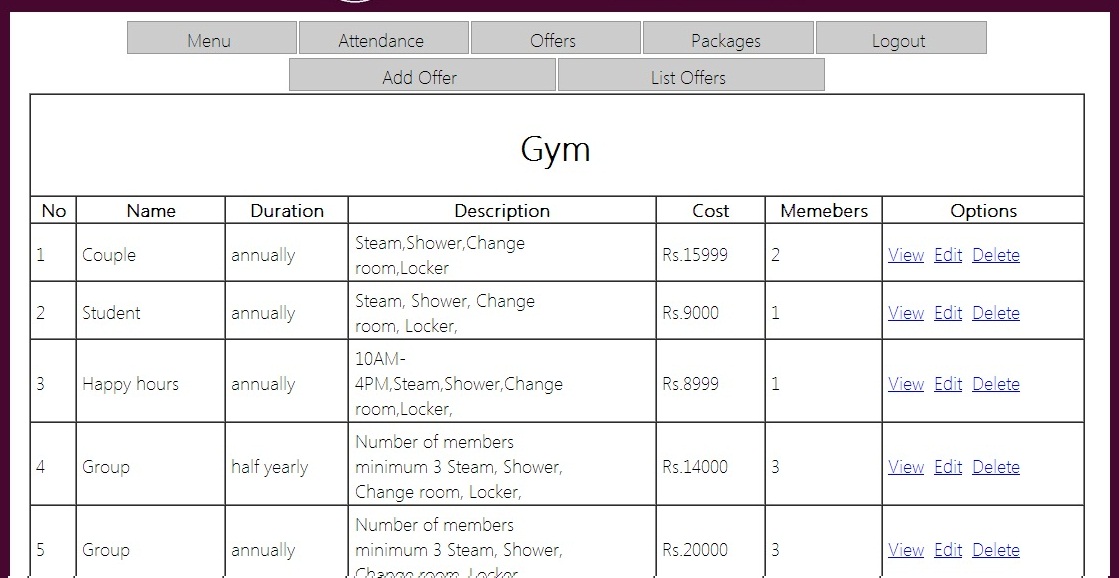 Menu Attendance Offers Packages Logout
Add Offer List Offers
Gym
No Name Duration Description Cost Memebers Options
1 Couple annually Steam,Shower,Change room,Locker Rs.15999 2 View Edit Delete
2 Student annually Steam, Shower, Change room, Locker, Rs.9000 1 View Edit Delete
3 Happy hours annually 10AM-4PM,Steam,Shower,Change room,Locker, Rs.8999 1 View Edit Delete
4 Group half yearly Number of members minimum 3 Steam, Shower, Change room, Locker, Rs.14000 3 View Edit Delete
5 Group annually Number of members minimum 3 Steam, Shower, Change room, Locker, Rs.20000 3 View Edit Delete